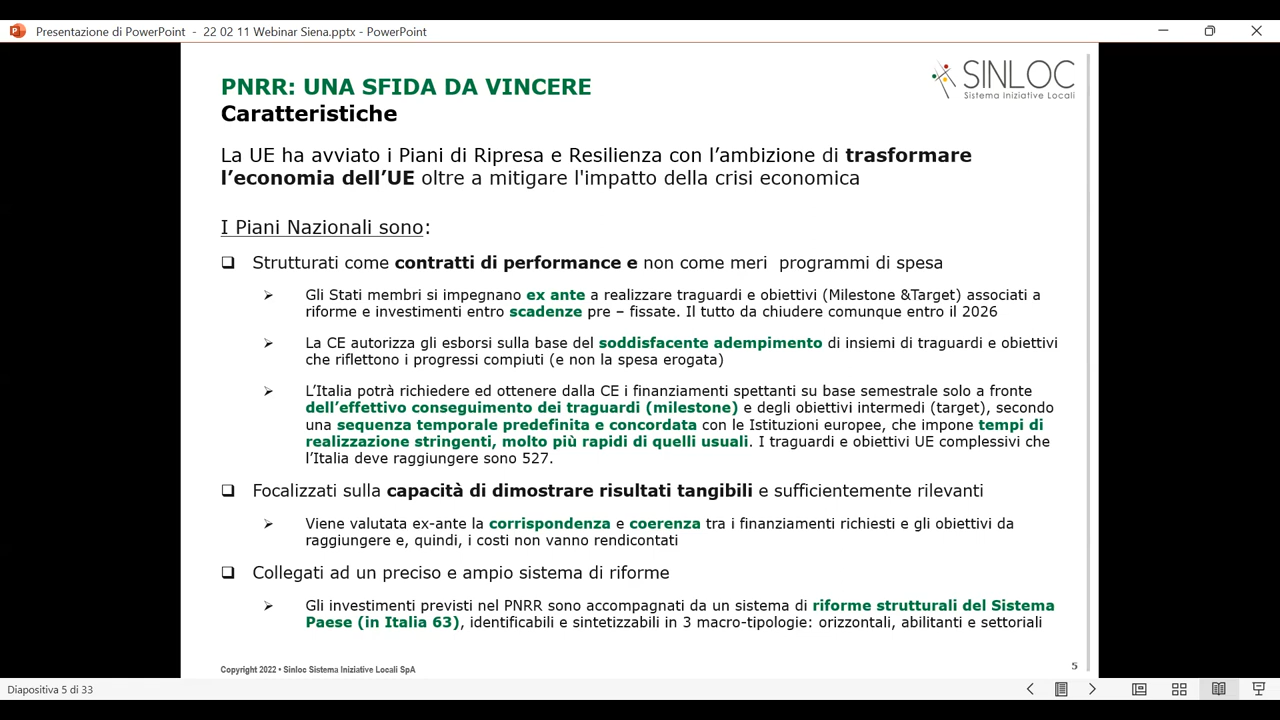 Presentazione di PowerPoint - 22 02 11 Webinar Siena.pptx - PowerPoint
PNRR: UNA SFIDA DA VINCERE
Caratteristiche
SINLOC
Sistema Iniziative Locali
La UE ha avviato i Piani di Ripresa e Resilienza con l’ambizione di trasformare
l’economia dell’UE oltre a mitigare l'impatto della crisi economica
I Piani Nazionali sono:
Strutturati come contratti di performance e non come meri  programmi di spesa
Gli Stati membri si impegnano ex ante a realizzare traguardi e obiettivi (Milestone &Target) associati a
riforme e investimenti entro scadenze pre – fissate. Il tutto da chiudere comunque entro il 2026
La CE autorizza gli esborsi sulla base del soddisfacente adempimento di insiemi di traguardi e obiettivi
che riflettono i progressi compiuti (e non la spesa erogata)
L’Italia potrà richiedere ed ottenere dalla CE i finanziamenti spettanti su base semestrale solo a fronte
dell’effettivo conseguimento dei traguardi (milestone) e degli obiettivi intermedi (target), secondo
una sequenza temporale predefinita e concordata con le Istituzioni europee, che impone tempi di
realizzazione stringenti, molto più rapidi di quelli usuali. I traguardi e obiettivi UE complessivi che
l’Italia deve raggiungere sono 527.
Focalizzati sulla capacità di dimostrare risultati tangibili e sufficientemente rilevanti
Viene valutata ex-ante la corrispondenza e coerenza tra i finanziamenti richiesti e gli obiettivi da
raggiungere e, quindi, i costi non vanno rendicontati
Collegati ad un preciso e ampio sistema di riforme
Gli investimenti previsti nel PNRR sono accompagnati da un sistema di riforme strutturali del Sistema
Paese (in Italia 63), identificabili e sintetizzabili in 3 macro-tipologie: orizzontali, abilitanti e settoriali
Copyright 2022 • Sinloc Sistema Iniziative Locali SpA
5
Diapositiva 5 di 33